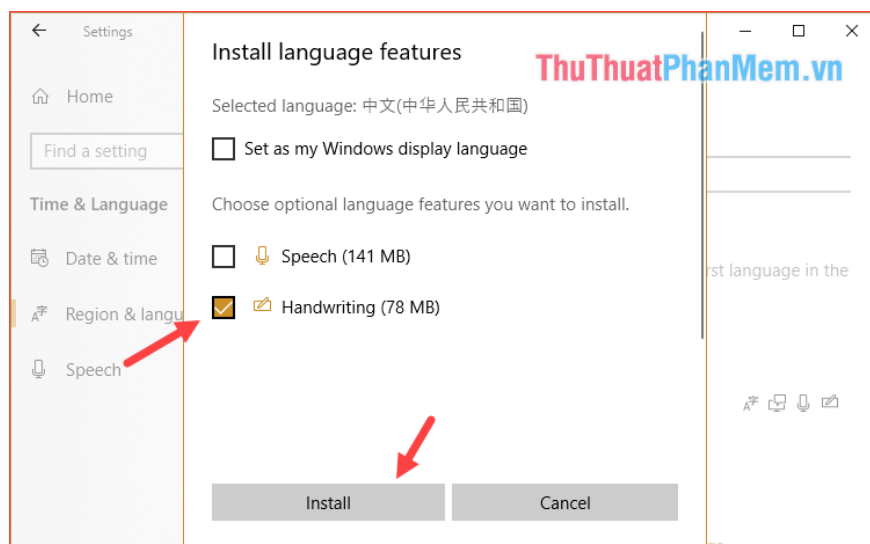 Settings
Install language features
ThuThuatPhanMem.vn
Home
Selected language: 中文(中华人民共和国)
Find a setting
Set as my Windows display language
Time & Language
Choose optional language features you want to install.
Date & time
Speech (141 MB)
rst language in the
Region & langu
Handwriting (78 MB)
Speech
Install
Cancel